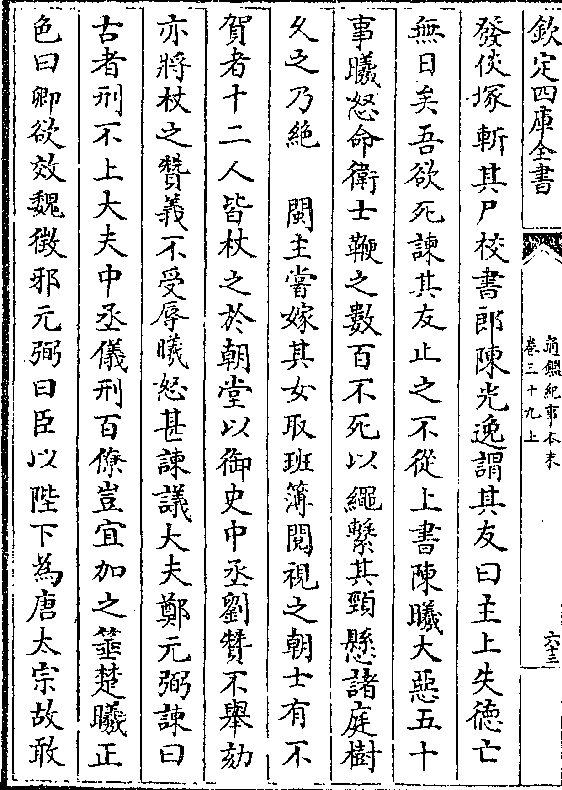 欽定四庫全書
通鑑紀事本末
卷三十九上
六十三
發倓塚斬其尸校書郎陳光逸謂其友曰主上失德亡
無日矣吾欲死諫其友止之不從上書陳曦大惡五十
事曦怒命衛士鞭之數百不死以繩繫其頸懸諸庭樹
乆之乃絶　閩主嘗嫁其女取班簿閱視之朝士有不
賀者十二人皆杖之於朝堂以御史中丞劉贊不舉劾
亦將杖之贊義不受辱曦怒甚諫議大夫鄭元弼諫曰
古者刑不上大夫中丞儀刑百僚豈宜加之箠楚曦正
色曰卿欲效魏徵邪元弼曰臣以陛下為唐太宗故敢